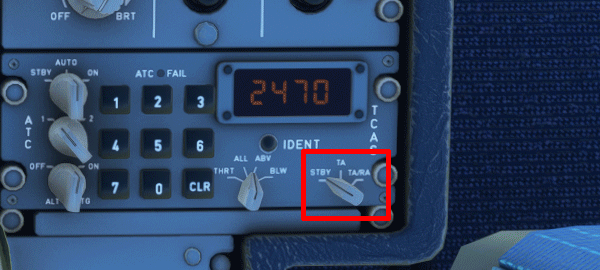 OFF BRT
AUTO
STBY ON
ATC FAIL
2470
1 2
1 2 3
ATC
TCAS
4 5 6
IDENT
OFF ON
ALL ABV
THRT BLW
TA
STBY TA/RA
7 0 CLR
ALT